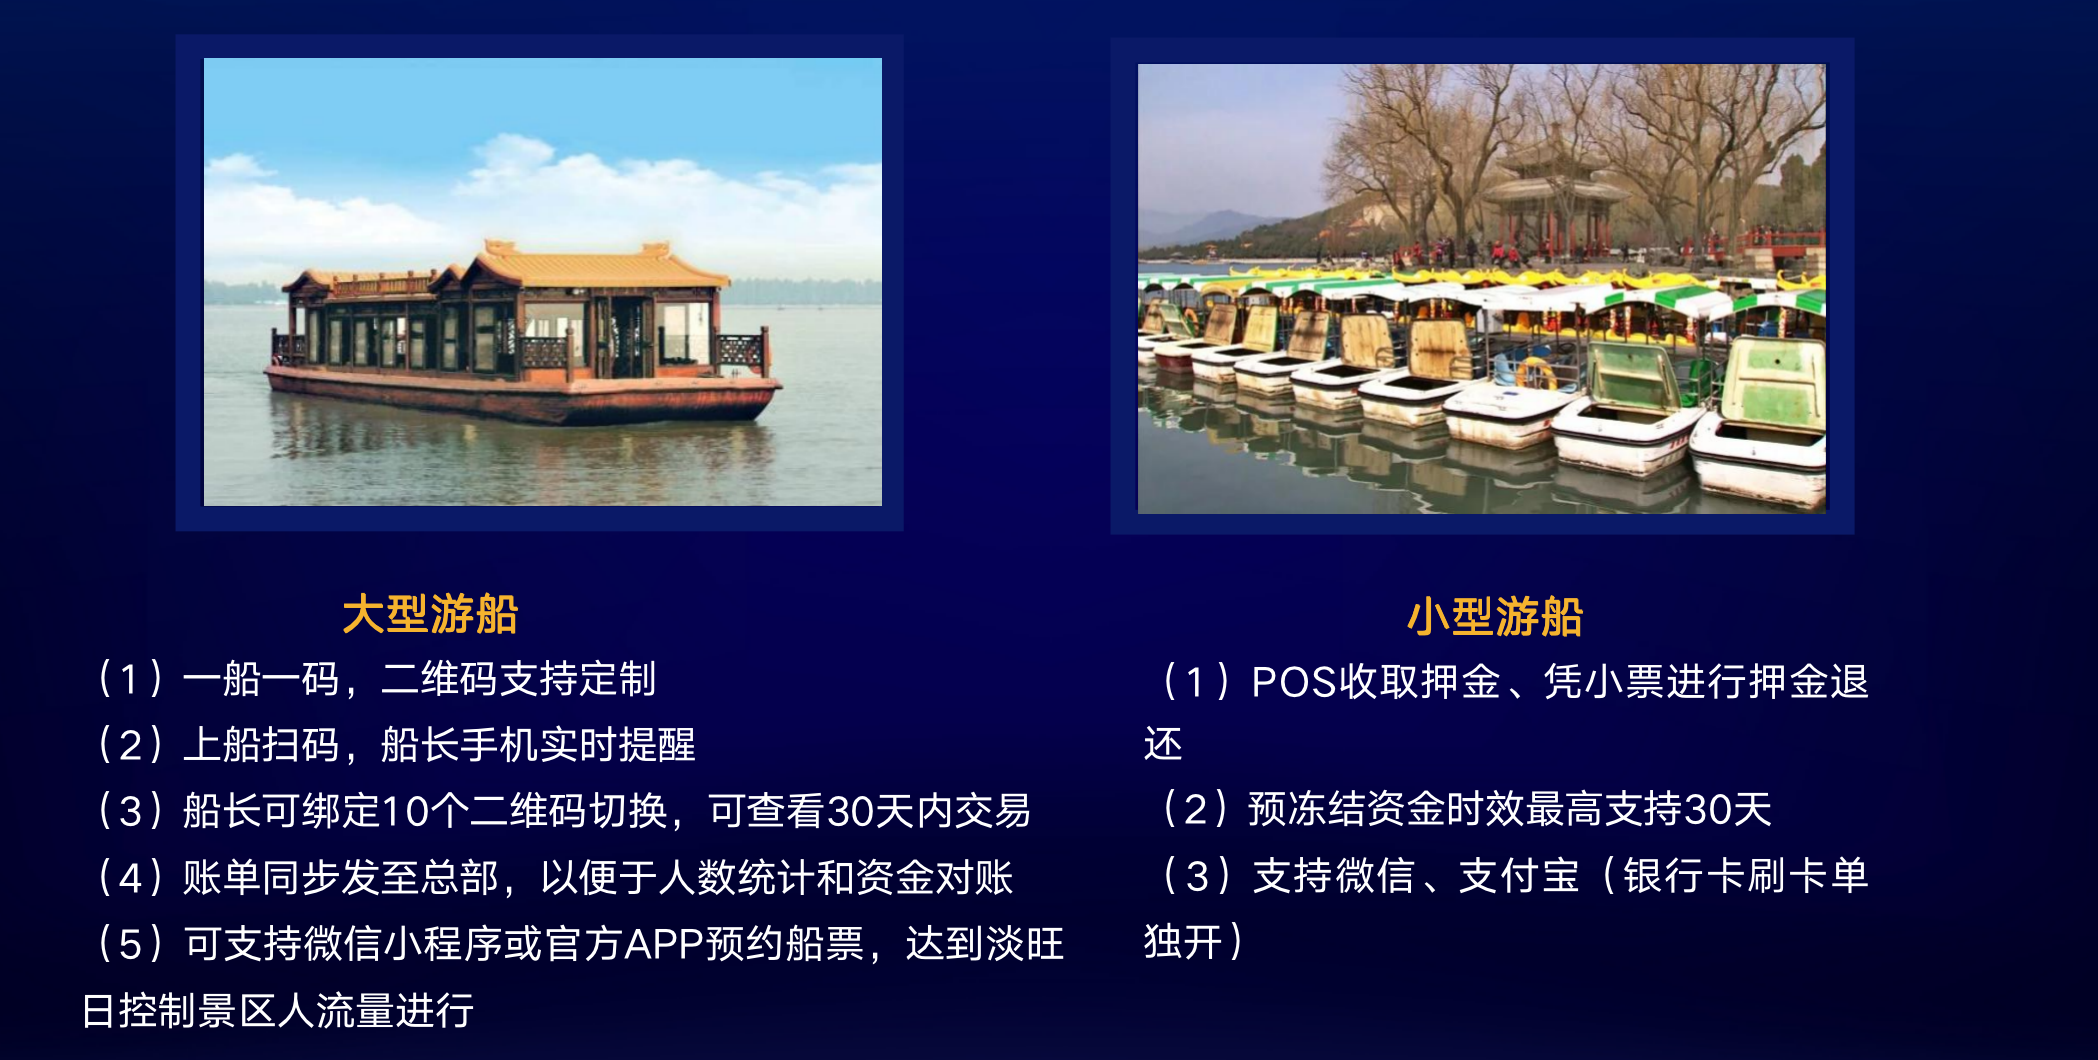 大型游船
（1）一船一码，二维码支持定制
（2）上船扫码，船长手机实时提醒
（3）船长可绑定10个二维码切换，可查看30天内交易
（4）账单同步发至总部，以便于人数统计和资金对账
（5）可支持微信小程序或官方APP预约船票，达到淡旺
日控制景区人流量进行
小型游船
（1）POS收取押金、凭小票进行押金退
还
（2）预冻结资金时效最高支持30天
（3）支持微信、支付宝（银行卡刷卡单
独开）